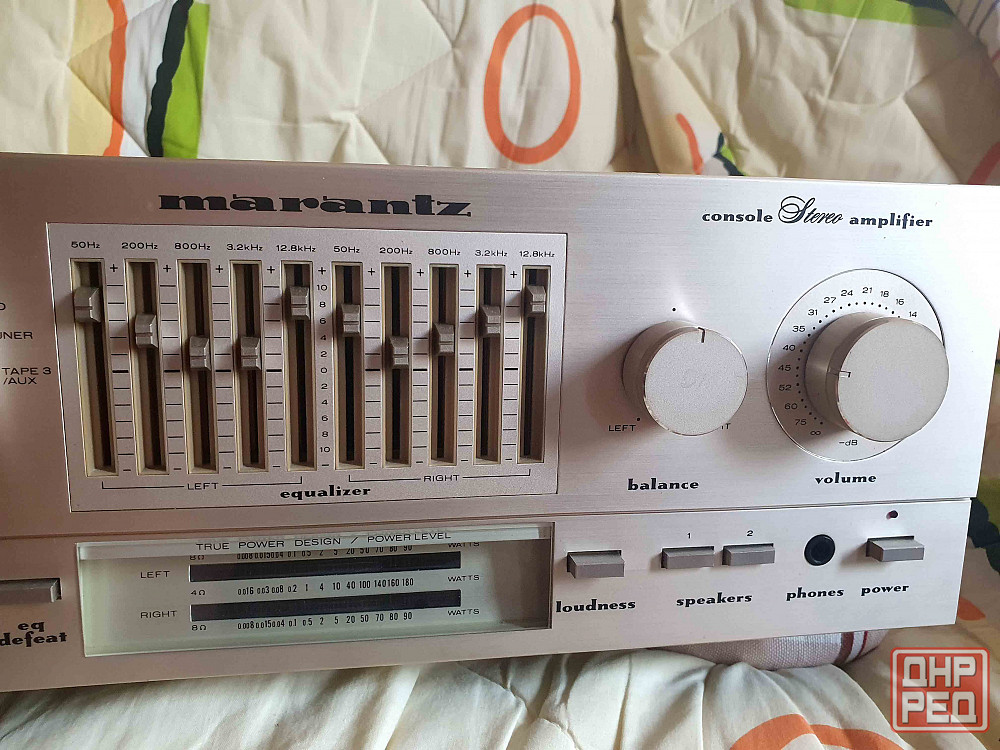 marantz
console Stereo amplifier
50Hz 200Hz 800Hz 3.2kHz 12.8kHz 50Hz 200Hz 800Hz 3.2kHz 12.8kHz
+ + + + + + + + +
10
8
6
4
2
0
2
4
6
8
10
- - - - - - - - -
LEFT RIGHT
equalizer
UNER
TAPE 3
/AUX
LEFT
balance
∞ 75 60 52 45 40 35 31 27 24 21 18 16 14
-dB
volume
TRUE POWER DESIGN / POWER LEVEL
8Ω
WATTS
LEFT
4Ω
WATTS
RIGHT
8Ω
WATTS
eq
defeat
loudness
1 2
speakers
phones
power
ДНР
РЕД